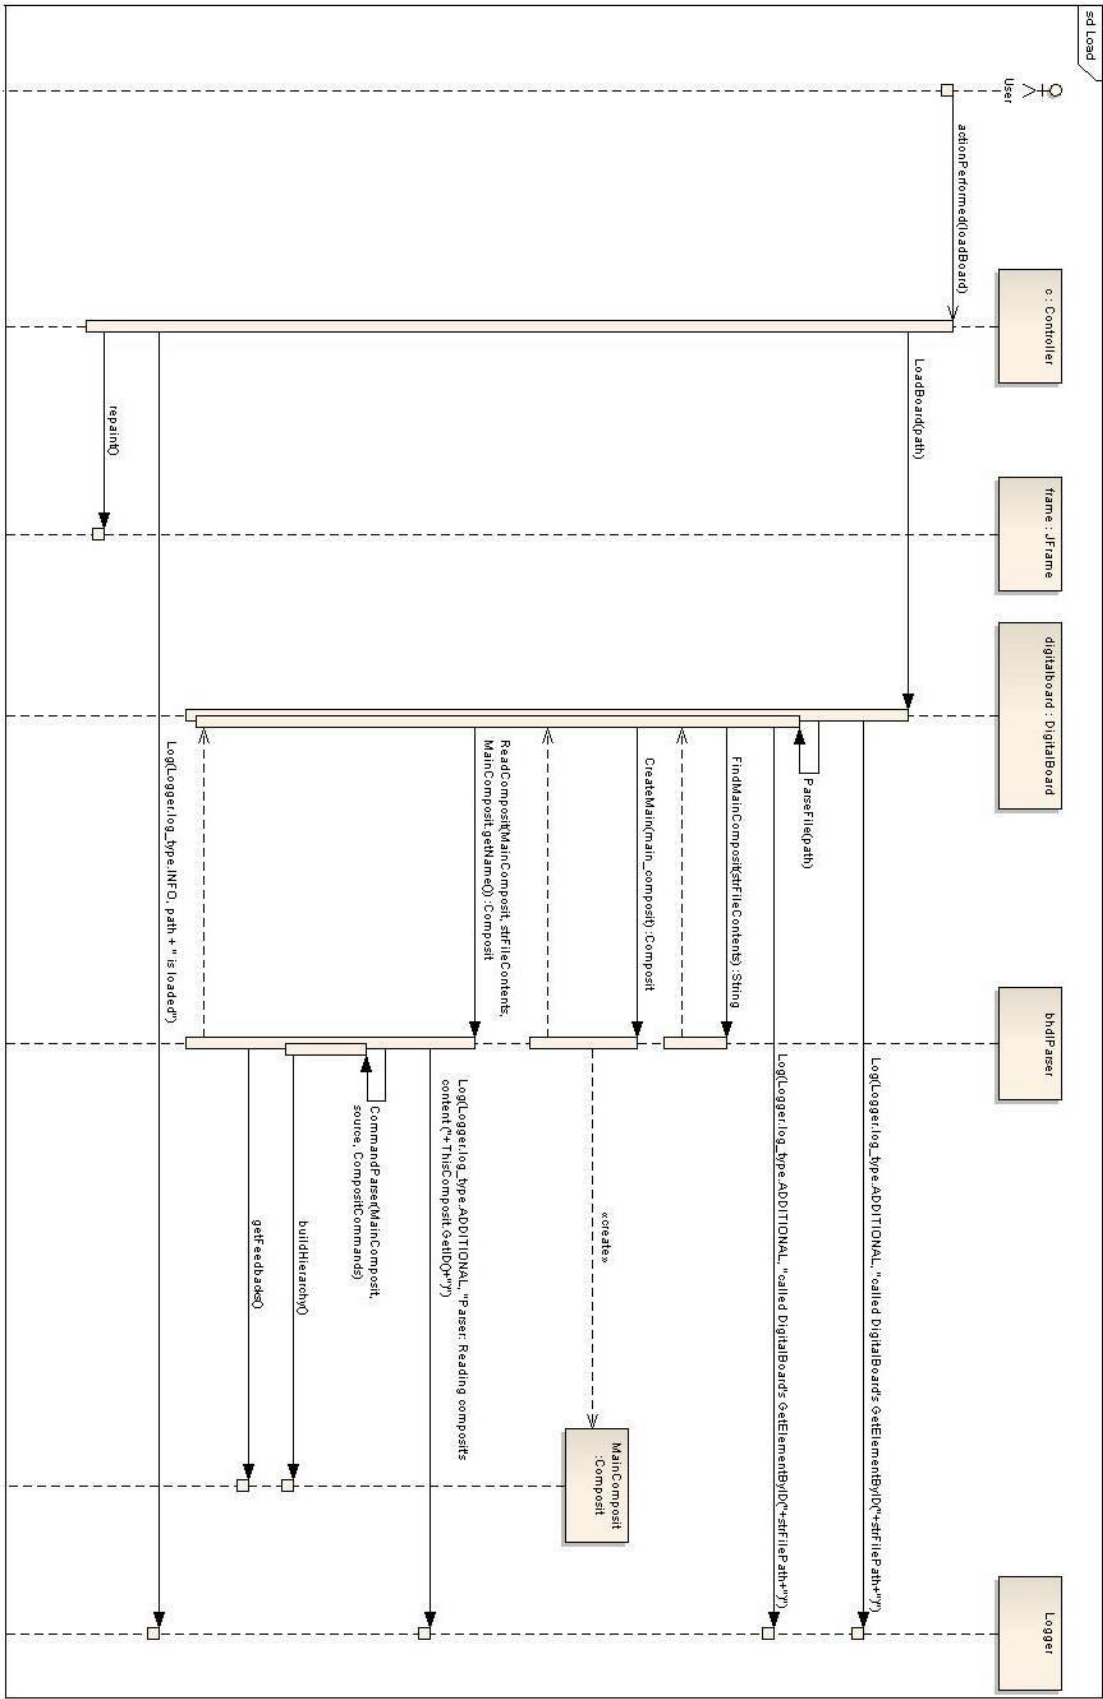 sd Load
User
c : Controller
frame : JFrame
digitalboard : DigitalBoard
bhdlParser
Logger
actionPerformed(loadBoard)
LoadBoard(path)
Log(Logger.log_type.ADDITIONAL, "called DigitalBoard's GetElementByID("+strFilePath+")")
ParseFile(path)
Log(Logger.log_type.ADDITIONAL, "called DigitalBoard's GetElementByID("+strFilePath+")")
FindMainComposit(strFileContents) :String
CreateMain(main_composit) :Composit
«create»
MainComposit
:Composit
ReadComposit(MainComposit, strFileContents,
MainComposit.getName()) :Composit
Log(Logger.log_type.ADDITIONAL, "Parser: Reading composit's
content ("+ThisComposit.GetID()+")")
CommandParser(MainComposit,
source, CompositCommands)
buildHierarchy()
getFeedbacks()
Log(Logger.log_type.INFO, path + " is loaded")
repaint()